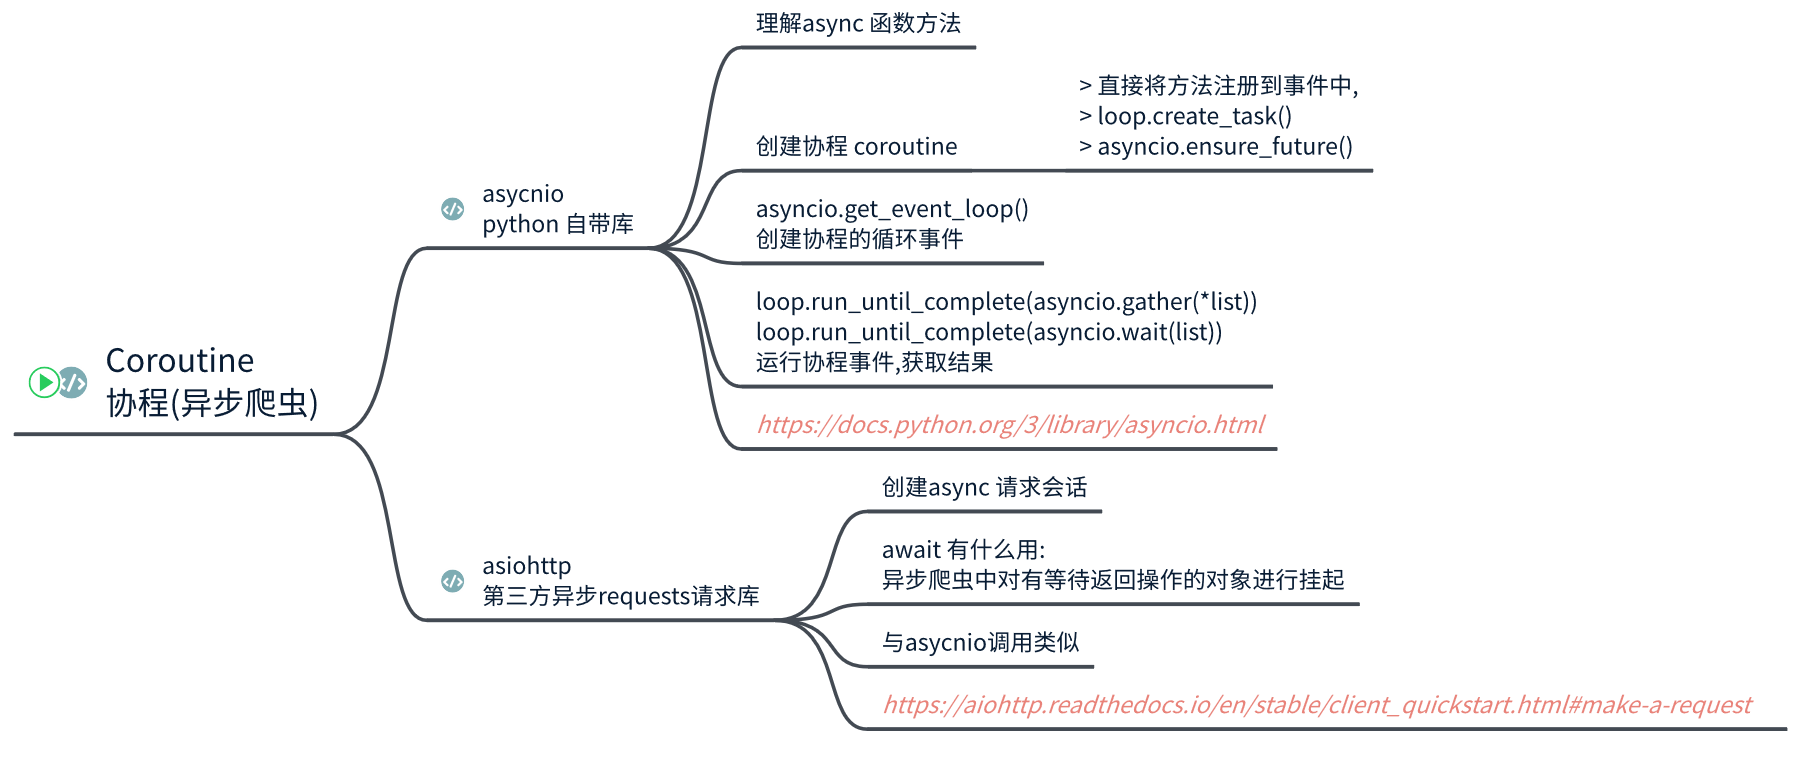 Coroutine
协程(异步爬虫)
asycnio
python 自带库
理解async 函数方法
创建协程 coroutine
> 直接将方法注册到事件中,
> loop.create_task()
> asyncio.ensure_future()
asyncio.get_event_loop()
创建协程的循环事件
loop.run_until_complete(asyncio.gather(*list))
loop.run_until_complete(asyncio.wait(list))
运行协程事件,获取结果
https://docs.python.org/3/library/asyncio.html
asiohttp
第三方异步requests请求库
创建async 请求会话
await 有什么用:
异步爬虫中对有等待返回操作的对象进行挂起
与asycnio调用类似
https://aiohttp.readthedocs.io/en/stable/client_quickstart.html#make-a-request